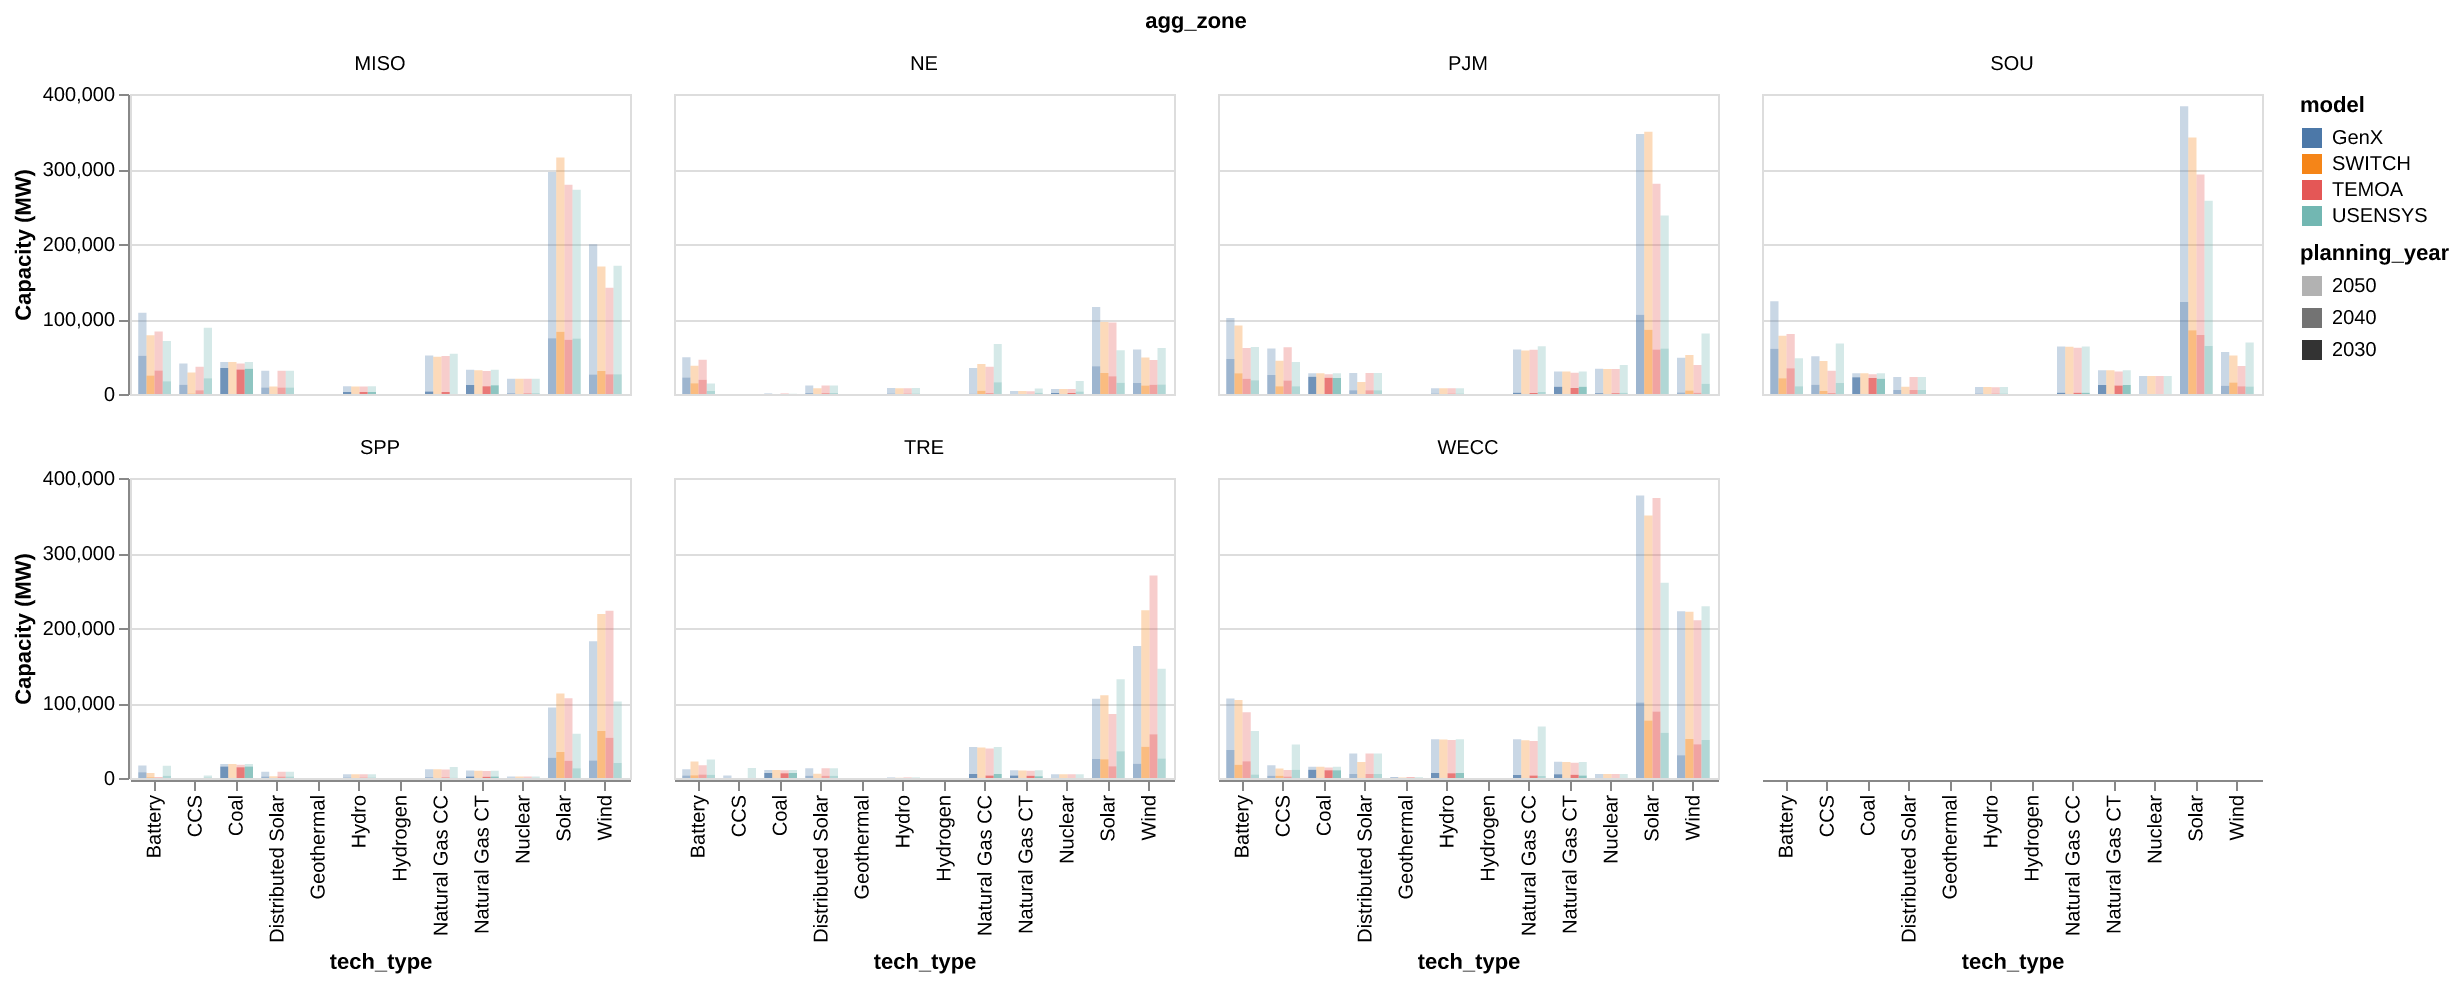 agg_zone
MISO
NE
PJM
SOU
Capacity (MW)
400,000
300,000
200,000
100,000
0
model
GenX
SWITCH
TEMOA
USENSYS
planning_year
2050
2040
2030
SPP
TRE
WECC
Capacity (MW)
400,000
300,000
200,000
100,000
0
Battery
CCS
Coal
Distributed Solar
Geothermal
Hydro
Hydrogen
Natural Gas CC
Natural Gas CT
Nuclear
Solar
Wind
tech_type
Battery
CCS
Coal
Distributed Solar
Geothermal
Hydro
Hydrogen
Natural Gas CC
Natural Gas CT
Nuclear
Solar
Wind
tech_type
Battery
CCS
Coal
Distributed Solar
Geothermal
Hydro
Hydrogen
Natural Gas CC
Natural Gas CT
Nuclear
Solar
Wind
tech_type
Battery
CCS
Coal
Distributed Solar
Geothermal
Hydro
Hydrogen
Natural Gas CC
Natural Gas CT
Nuclear
Solar
Wind
tech_type